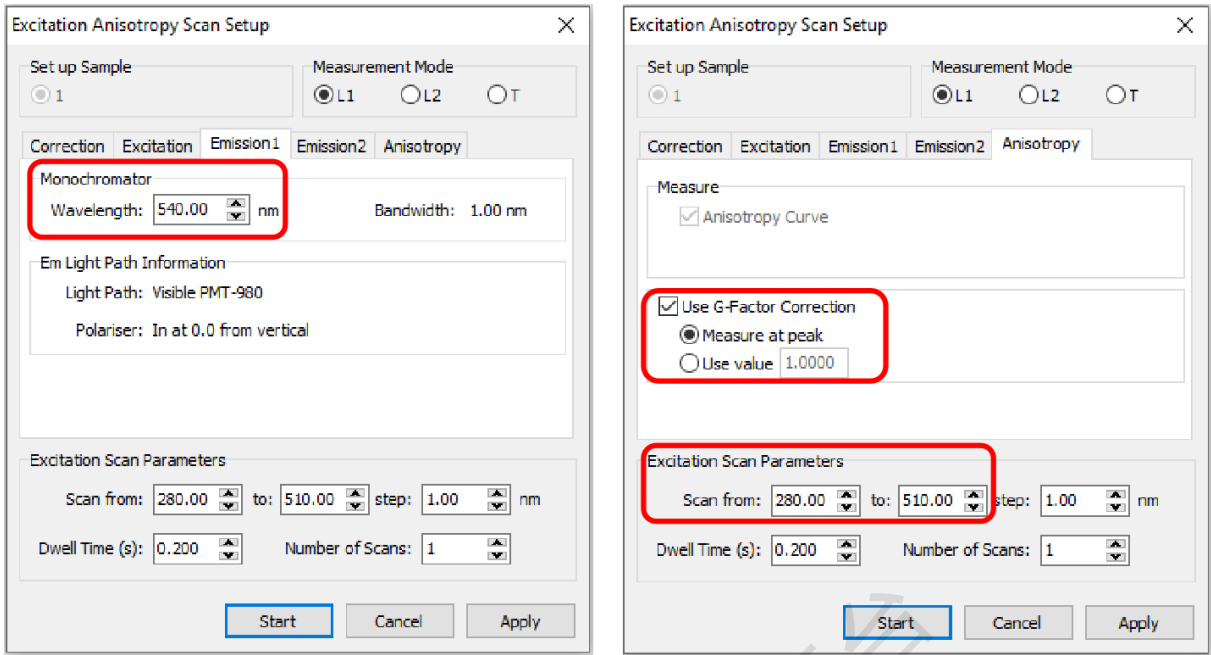 Excitation Anisotropy Scan Setup
Set up Sample
1
Measurement Mode
L1 L2 T
Correction Excitation Emission1 Emission2 Anisotropy
Monochromator
Wavelength: 540.00 nm Bandwidth: 1.00 nm
Em Light Path Information
Light Path: Visible PMT-980
Polariser: In at 0.0 from vertical
Excitation Scan Parameters
Scan from: 280.00 to: 510.00 step: 1.00 nm
Dwell Time (s): 0.200 Number of Scans: 1
Start Cancel Apply
Excitation Anisotropy Scan Setup
Set up Sample
1
Measurement Mode
L1 L2 T
Correction Excitation Emission1 Emission2 Anisotropy
Measure
Anisotropy Curve
Use G-Factor Correction
Measure at peak
Use value 1.0000
Excitation Scan Parameters
Scan from: 280.00 to: 510.00 step: 1.00 nm
Dwell Time (s): 0.200 Number of Scans: 1
Start Cancel Apply